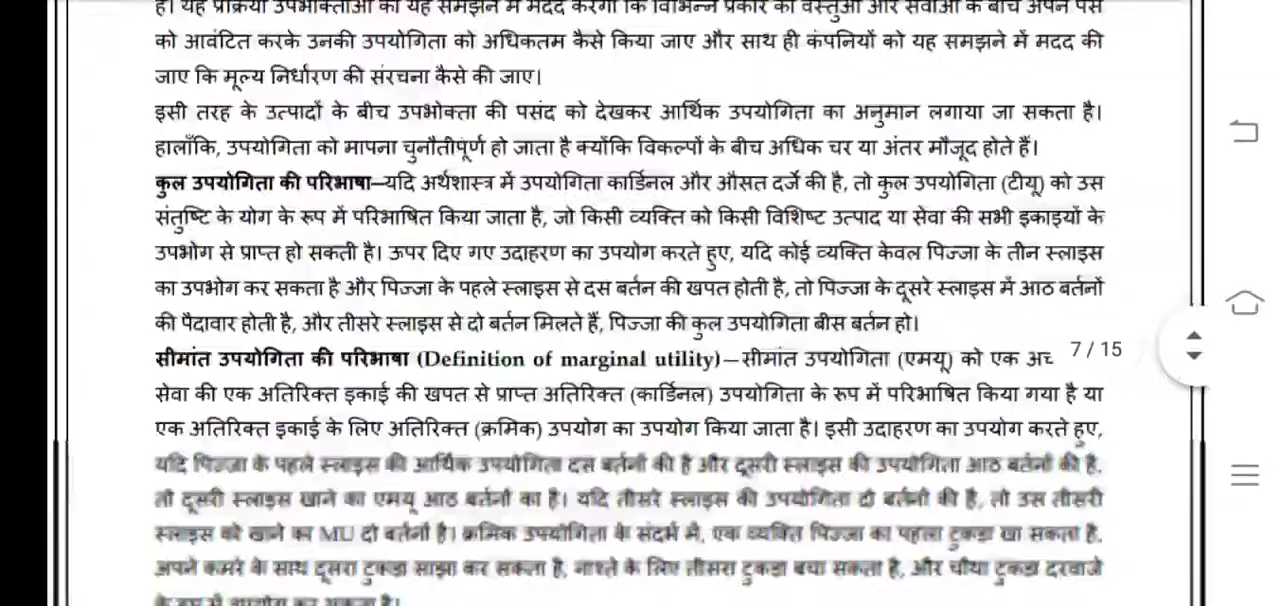 है। यह प्रक्रिया उपभोक्ताओं को यह समझने में मदद करेगी कि विभिन्न प्रकार की वस्तुओं और सेवाओं के बीच अपने पैसे
को आवंटित करके उनकी उपयोगिता को अधिकतम कैसे किया जाए और साथ ही कंपनियों को यह समझने में मदद की
जाए कि मूल्य निर्धारण की संरचना कैसे की जाए।
इसी तरह के उत्पादों के बीच उपभोक्ता की पसंद को देखकर आर्थिक उपयोगिता का अनुमान लगाया जा सकता है।
हालाँकि, उपयोगिता को मापना चुनौतीपूर्ण हो जाता है क्योंकि विकल्पों के बीच अधिक चर या अंतर मौजूद होते हैं।
कुल उपयोगिता की परिभाषा–यदि अर्थशास्त्र में उपयोगिता कार्डिनल और औसत दर्जे की है, तो कुल उपयोगिता (टीयू) को उस
संतुष्टि के योग के रूप में परिभाषित किया जाता है, जो किसी व्यक्ति को किसी विशिष्ट उत्पाद या सेवा की सभी इकाइयों के
उपभोग से प्राप्त हो सकती है। ऊपर दिए गए उदाहरण का उपयोग करते हुए, यदि कोई व्यक्ति केवल पिज्जा के तीन स्लाइस
का उपभोग कर सकता है और पिज्जा के पहले स्लाइस से दस बर्तन की खपत होती है, तो पिज्जा के दूसरे स्लाइस में आठ बर्तनों
की पैदावार होती है, और तीसरे स्लाइस से दो बर्तन मिलते हैं, पिज्जा की कुल उपयोगिता बीस बर्तन हो।
सीमांत उपयोगिता की परिभाषा (Definition of marginal utility)–सीमांत उपयोगिता (एमयू) को एक 7 / 15
सेवा की एक अतिरिक्त इकाई की खपत से प्राप्त अतिरिक्त (कार्डिनल) उपयोगिता के रूप में परिभाषित किया गया है या
एक अतिरिक्त इकाई के लिए अतिरिक्त (क्रमिक) उपयोग का उपयोग किया जाता है। इसी उदाहरण का उपयोग करते हुए,
यदि पिज्जा के पहले स्लाइस की आर्थिक उपयोगिता दस बर्तनों की है और दूसरी स्लाइस की उपयोगिता आठ बर्तनों की है,
तो दूसरी स्लाइस खाने का एमयू आठ बर्तनों का है। यदि तीसरे स्लाइस की उपयोगिता दो बर्तनों की है, तो उस तीसरी
स्लाइस को खाने का MU दो बर्तनों है। क्रमिक उपयोगिता के संदर्भ में, एक व्यक्ति पिज्जा का पहला टुकड़ा खा सकता है,
अपने कमरे के साथ दूसरा टुकड़ा साझा कर सकता है, नाश्ते के लिए तीसरा टुकड़ा बचा सकता है, और चौथा टुकड़ा दरवाजे
के रूप में उपयोग कर सकता है।